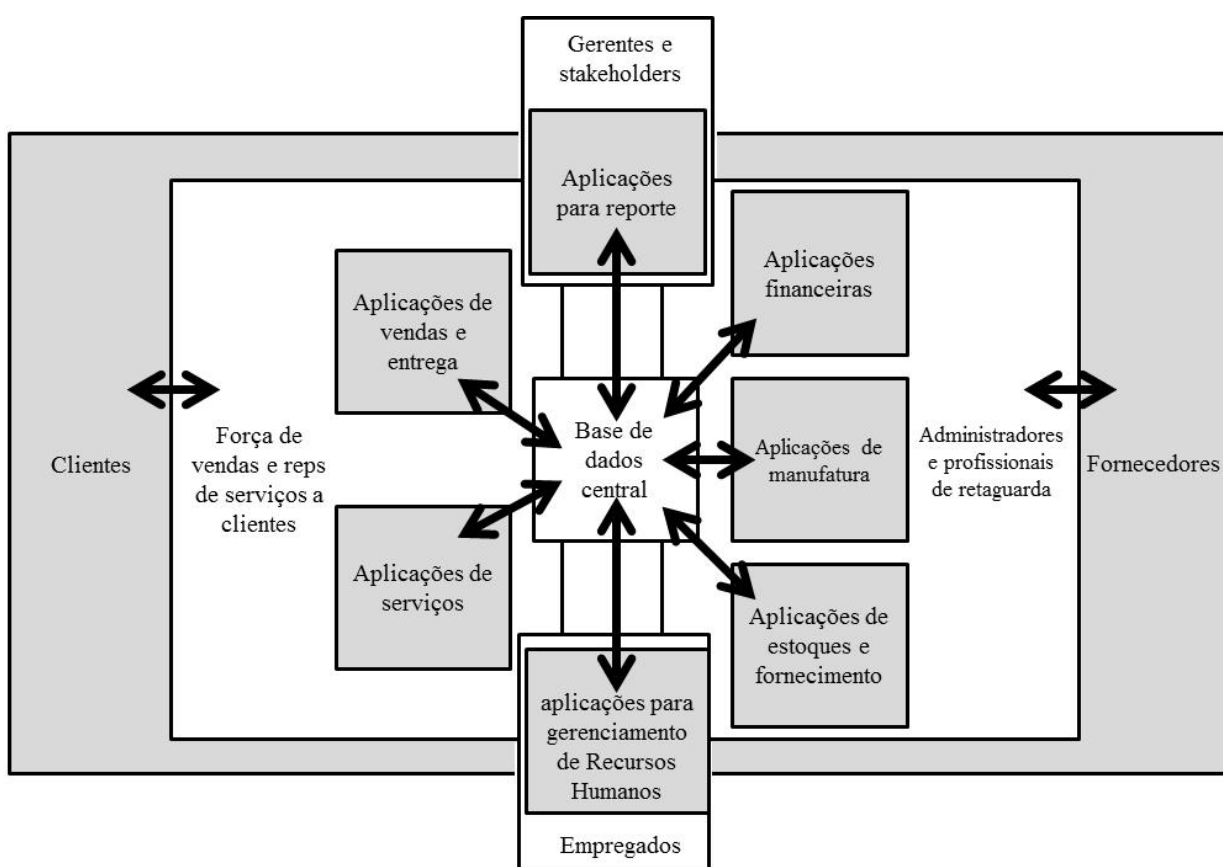 Gerentes e
stakeholders
Aplicações
para reporte
Aplicações
financeiras
Aplicações de
vendas e
entrega
Clientes
Força de
vendas e reps
de serviços a
clientes
Base de
dados
central
Aplicações de
manufatura
Administradores
e profissionais
de retaguarda
Fornecedores
Aplicações de
serviços
Aplicações de
estoques e
fornecimento
aplicações para
gerenciamento
de Recursos
Humanos
Empregados